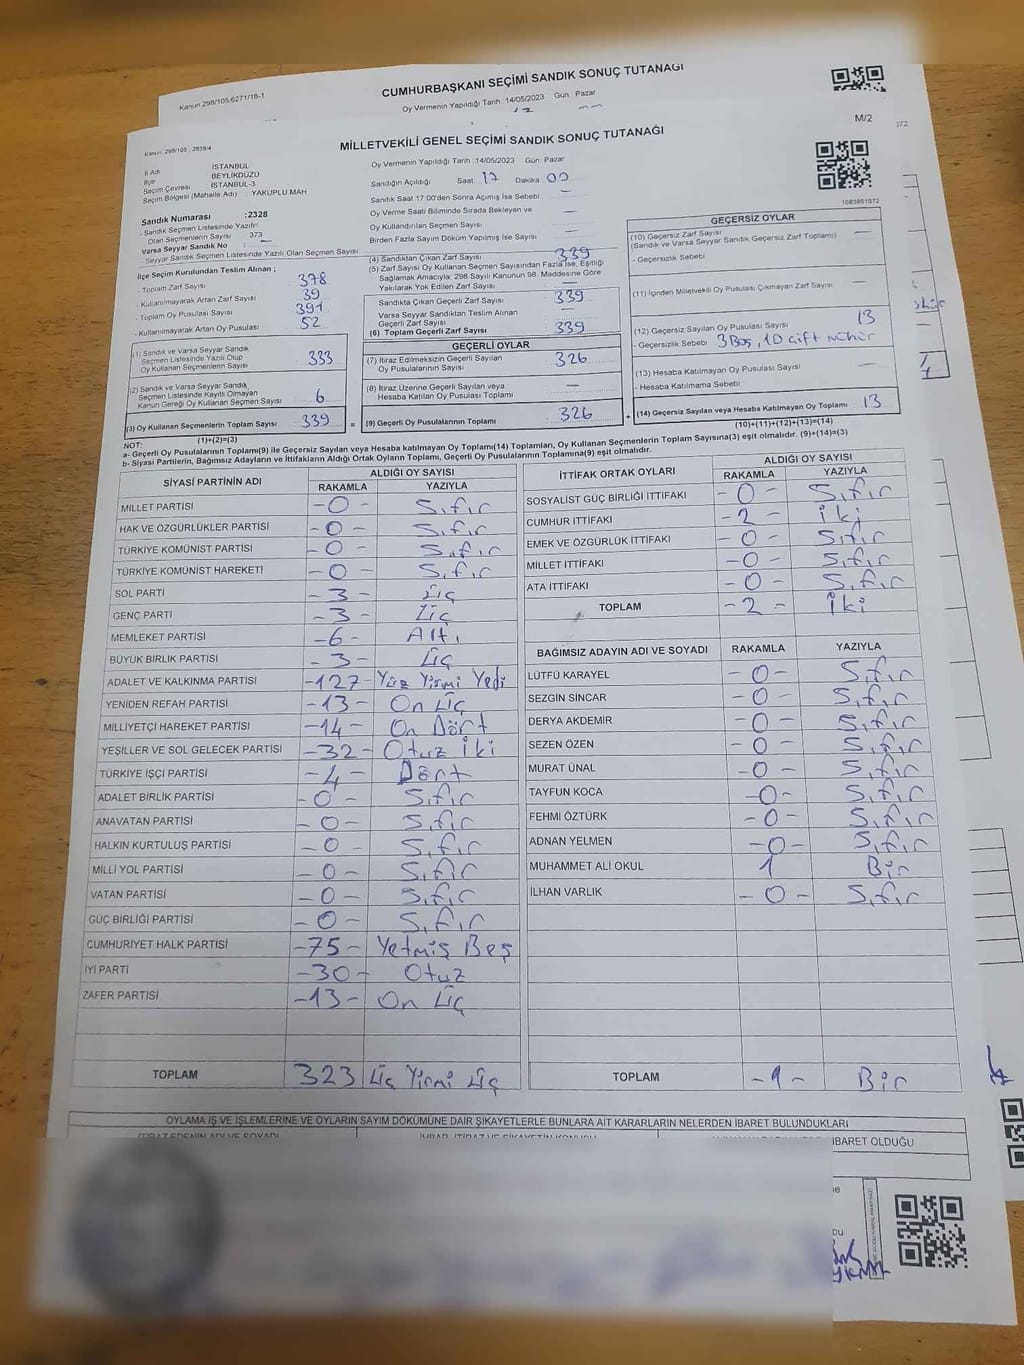 Kanun 298/105,6271/18-1
CUMHURBAŞKANI SEÇİMİ SANDIK SONUÇ TUTANAĞI
Oy Vermenin Yapıldığı Tarih :14/05/2023 Gün : Pazar
M/2
Kanun 298/105 , 2839/4
MİLLETVEKİLİ GENEL SEÇİMİ SANDIK SONUÇ TUTANAĞI
İl Adı İSTANBUL
İlçe BEYLİKDÜZÜ
Seçim Çevresi İSTANBUL-3
Seçim Bölgesi (Mahalle Adı) YAKUPLU MAH
Sandık Numarası :2328
- Sandık Seçmen Listesinde Yazılı
Olan Seçmenlerin Sayısı 373
Varsa Seyyar Sandık No : —
- Seyyar Seçmen Listesinde Yazılı Olan Seçmen Sayısı
İlçe Seçim Kurulundan Teslim Alınan ;
- Toplam Zarf Sayısı 378
- Kullanılmayarak Artan Zarf Sayısı 39
- Toplam Oy Pusulası Sayısı 391
- Kullanılmayarak Artan Oy Pusulası 52
(1) Sandık ve Varsa Seyyar Sandık
Seçmen Listesinde Yazılı Olup
Oy Kullanan Seçmenlerin Sayısı 333
(2) Sandık ve Varsa Seyyar Sandık
Seçmen Listesinde Kayıtlı Olmayan
Kanun Gereği Oy Kullanan Seçmen Sayısı 6
(3) Oy Kullanan Seçmenlerin Toplam Sayısı 339
(1)+(2)=(3)
Oy Vermenin Yapıldığı Tarih :14/05/2023 Gün: Pazar
Sandığın Açıldığı Saat. 17 Dakika 00
Sandık Saat 17.00'den Sonra Açılmış İse Sebebi —
Oy Verme Saati Bitiminde Sırada Bekleyen ve
Oy Kullandırılan Seçmen Sayısı —
Birden Fazla Sayım Döküm Yapılmış İse Sayısı —
(4) Sandıktan Çıkan Zarf Sayısı 339
(5) Zarf Sayısı Oy Kullanan Seçmen Sayısından Fazla İse, Eşitliği
Sağlamak Amacıyla; 298 Sayılı Kanunun 98. Maddesine Göre
Yakılarak Yok Edilen Zarf Sayısı —
Sandıkta Çıkan Geçerli Zarf Sayısı 339
Varsa Seyyar Sandıktan Teslim Alınan
Geçerli Zarf Sayısı —
(6) Toplam Geçerli Zarf Sayısı 339
GEÇERLİ OYLAR
(7) İtiraz Edilmeksizin Geçerli Sayılan
Oy Pusulalarının Sayısı : 326
(8) İtiraz Üzerine Geçerli Sayılan veya
Hesaba Katılan Oy Pusulaları Toplamı —
= (9) Geçerli Oy Pusulalarının Toplamı : 326
1063851072
GEÇERSİZ OYLAR
(10) Geçersiz Zarf Sayısı
(Sandık ve Varsa Seyyar Sandık Geçersiz Zarf Toplamı) —
- Geçersizlik Sebebi
(11) İçinden Milletvekili Oy Pusulası Çıkmayan Zarf Sayısı —
(12) Geçersiz Sayılan Oy Pusulası Sayısı 13
- Geçersizlik Sebebi 3 Boş, 10 çift mühür
(13) Hesaba Katılmayan Oy Pusulası Sayısı —
- Hesaba Katılmama Sebebi
+ (14) Geçersiz Sayılan veya Hesaba Katılmayan Oy Toplamı 13
(10)+(11)+(12)+(13)=(14)
NOT:
a- Geçerli Oy Pusulalarının Toplamı(9) ile Geçersiz Sayılan veya Hesaba katılmayan Oy Toplamı(14) Toplamları, Oy Kullanan Seçmenlerin Toplam Sayısına(3) eşit olmalıdır. (9)+(14)=(3)
b- Siyasi Partilerin, Bağımsız Adayların ve İttifakların Aldığı Ortak Oyların Toplamı, Geçerli Oy Pusulalarının Toplamına(9) eşit olmalıdır.
SİYASİ PARTİNİN ADI ALDIĞI OY SAYISI
RAKAMLA YAZIYLA
MİLLET PARTİSİ -0- Sıfır
HAK VE ÖZGÜRLÜKLER PARTİSİ -0- Sıfır
TÜRKİYE KOMÜNİST PARTİSİ -0- Sıfır
TÜRKİYE KOMÜNİST HAREKETİ -0- Sıfır
SOL PARTİ -3- Üç
GENÇ PARTİ -3- Üç
MEMLEKET PARTİSİ -6- Altı
BÜYÜK BİRLİK PARTİSİ -3- Üç
ADALET VE KALKINMA PARTİSİ -127- Yüz Yirmi Yedi
YENİDEN REFAH PARTİSİ -13- On Üç
MİLLİYETÇİ HAREKET PARTİSİ -14- On Dört
YEŞİLLER VE SOL GELECEK PARTİSİ -32- Otuz İki
TÜRKİYE İŞÇİ PARTİSİ -4- Dört
ADALET BİRLİK PARTİSİ -0- Sıfır
ANAVATAN PARTİSİ -0- Sıfır
HALKIN KURTULUŞ PARTİSİ -0- Sıfır
MİLLİ YOL PARTİSİ -0- Sıfır
VATAN PARTİSİ -0- Sıfır
GÜÇ BİRLİĞİ PARTİSİ -0- Sıfır
CUMHURİYET HALK PARTİSİ -75- Yetmiş Beş
İYİ PARTİ -30- Otuz
ZAFER PARTİSİ -13- On Üç
TOPLAM 323 Üç Yirmi Üç
İTTİFAK ORTAK OYLARI ALDIĞI OY SAYISI
RAKAMLA YAZIYLA
SOSYALİST GÜÇ BİRLİĞİ İTTİFAKI -0- Sıfır
CUMHUR İTTİFAKI -2- İki
EMEK VE ÖZGÜRLÜK İTTİFAKI -0- Sıfır
MİLLET İTTİFAKI -0- Sıfır
ATA İTTİFAKI -0- Sıfır
TOPLAM -2- İki
BAĞIMSIZ ADAYIN ADI VE SOYADI RAKAMLA YAZIYLA
LÜTFÜ KARAYEL -0- Sıfır
SEZGİN SİNCAR -0- Sıfır
DERYA AKDEMİR -0- Sıfır
SEZEN ÖZEN -0- Sıfır
MURAT ÜNAL -0- Sıfır
TAYFUN KOCA -0- Sıfır
FEHMİ ÖZTÜRK -0- Sıfır
ADNAN YELMEN -0- Sıfır
MUHAMMET ALİ OKUL 1 Bir
İLHAN VARLIK -0- Sıfır
TOPLAM -1- Bir
OYLAMA İŞ VE İŞLEMLERİNE VE OYLARIN SAYIM DÖKÜMÜNE DAİR ŞİKAYETLERLE BUNLARA AİT KARARLARIN NELERDEN İBARET BULUNDUKLARI
İBARET OLDUĞU